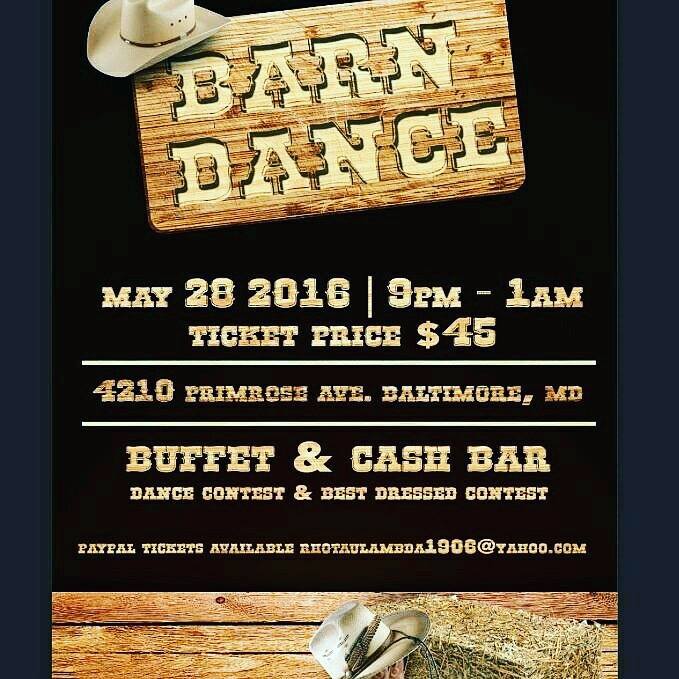 BARN
DANCE
MAY 28 2016 | 9PM - 1AM
TICKET PRICE $45
4210 PRIMROSE AVE. BALTIMORE, MD
BUFFET & CASH BAR
DANCE CONTEST & BEST DRESSED CONTEST
PAYPAL TICKETS AVAILABLE RHOTAULAMBDA1906@YAHOO.COM